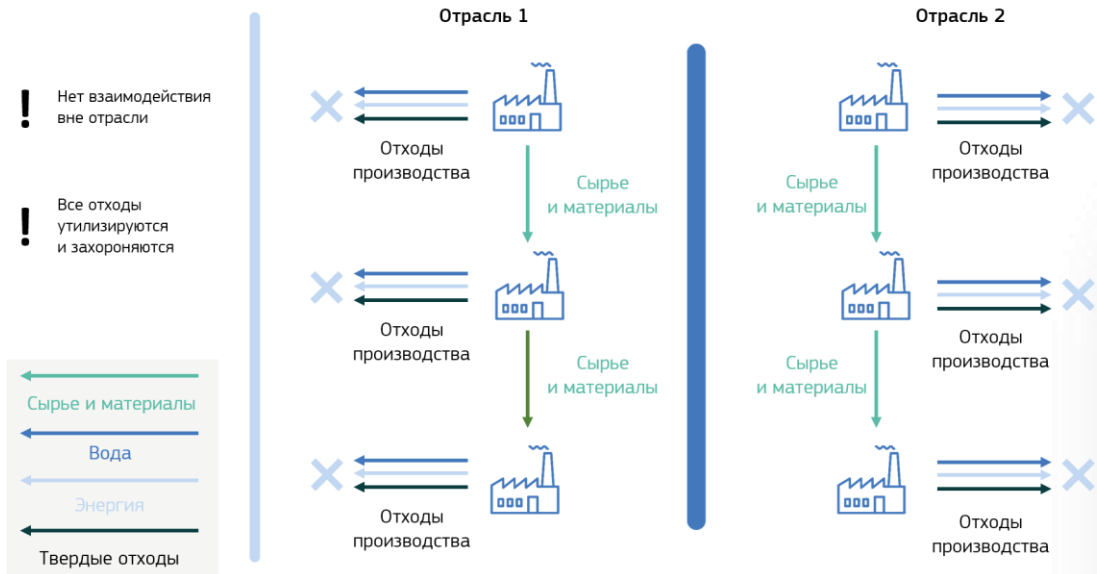 Отрасль 1
Отрасль 2
!
Нет взаимодействия
вне отрасли
!
Все отходы
утилизируются
и захороняются
Отходы
производства
Сырье
и материалы
Отходы
производства
Сырье
и материалы
Отходы
производства
Сырье
и материалы
Отходы
производства
Сырье
и материалы
Отходы
производства
Отходы
производства
Сырье и материалы
Вода
Энергия
Твердые отходы